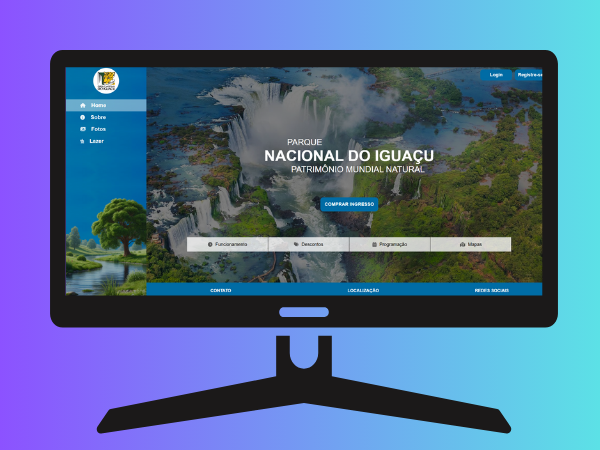 Login
Registre-se
Home
Sobre
Fotos
Lazer
PARQUE
NACIONAL DO IGUAÇU
PATRIMÔNIO MUNDIAL NATURAL
COMPRAR INGRESSO
Funcionamento
Descontos
Programação
Mapas
CONTATO
LOCALIZAÇÃO
REDES SOCIAIS